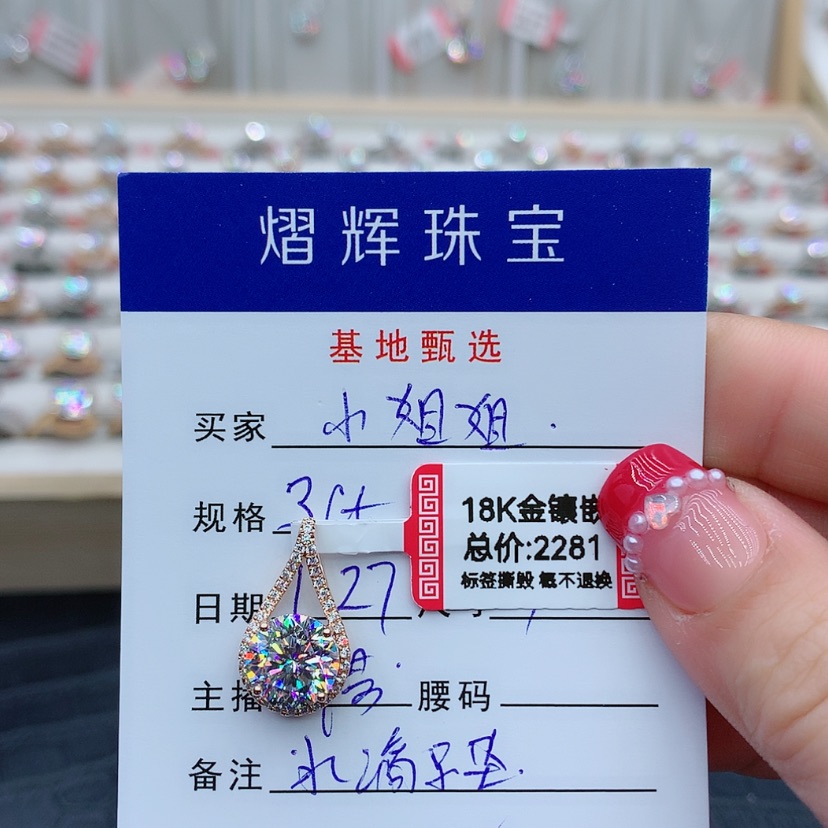 熠辉珠宝
基地甄选
买家 小姐姐.
规格 3ct
18K金镶嵌
总价:2281
标签撕毁 概不退换
日期 1.27
主播
腰码
备注 水滴吊坠.